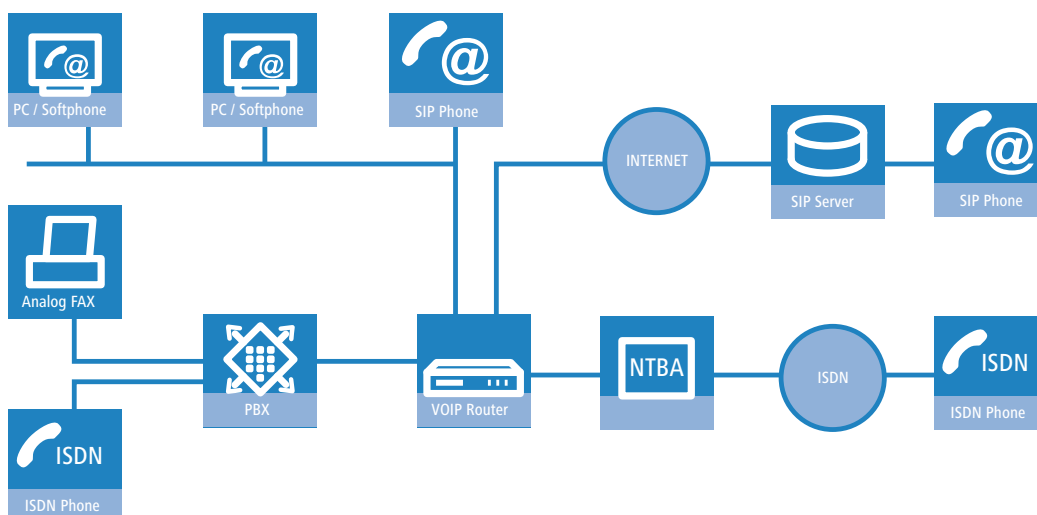 @
PC / Softphone
@
PC / Softphone
@
SIP Phone
INTERNET
SIP Server
@
SIP Phone
Analog FAX
PBX
VOIP Router
NTBA
ISDN
ISDN
ISDN Phone
ISDN
ISDN Phone